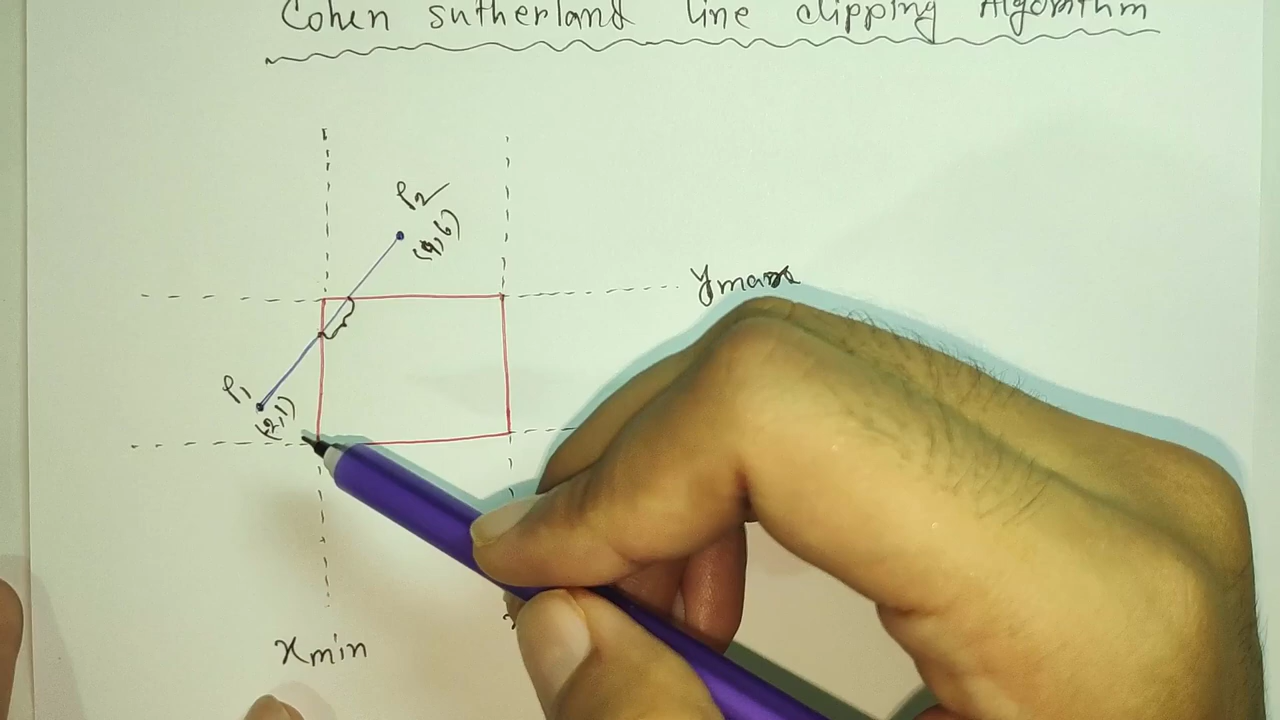 Cohen sutherland line clipping Algorithm
P2
(4,6)
ymax
P1
(2,1)
xmin